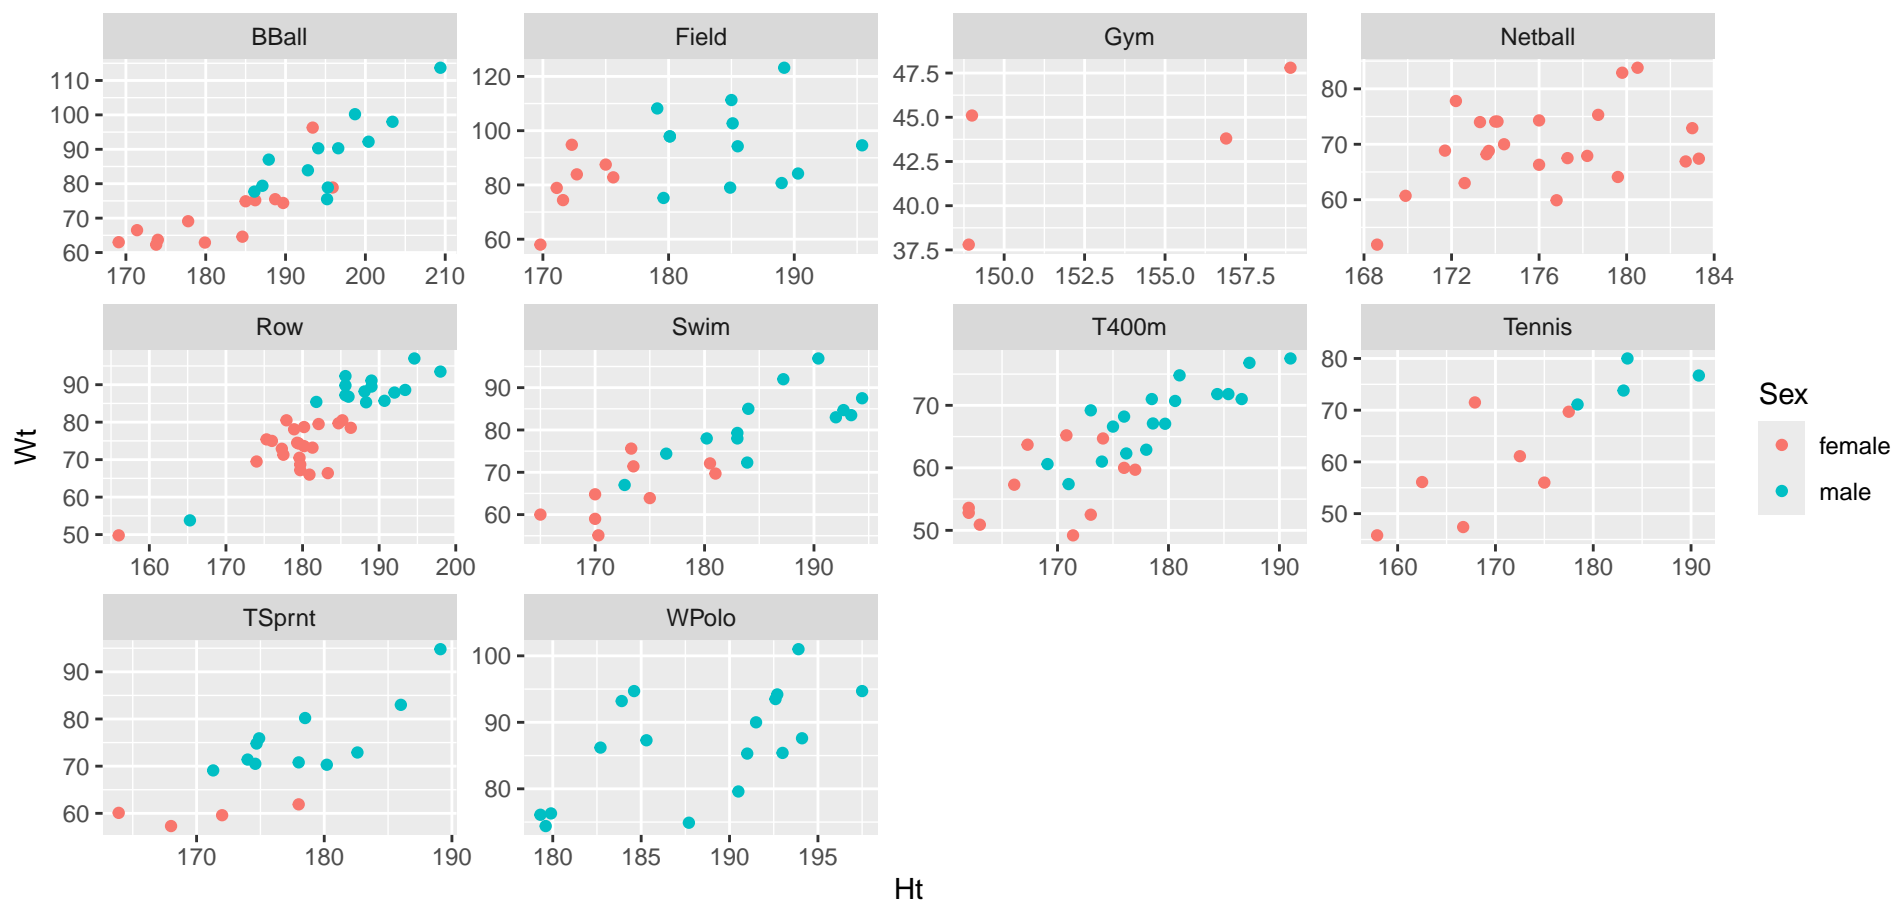 BBall Field Gym Netball
110
100
90
80
70
60
170 180 190 200 210
120
100
80
60
170 180 190
47.5
45.0
42.5
40.0
37.5
150.0 152.5 155.0 157.5
80
70
60
168 172 176 180 184
Row Swim T400m Tennis
90
80
70
60
50
160 170 180 190 200
90
80
70
60
170 180 190
70
60
50
170 180 190
80
70
60
50
160 170 180 190
TSprnt WPolo
90
80
70
60
170 180 190
100
90
80
180 185 190 195
Wt
Ht
Sex
female
male